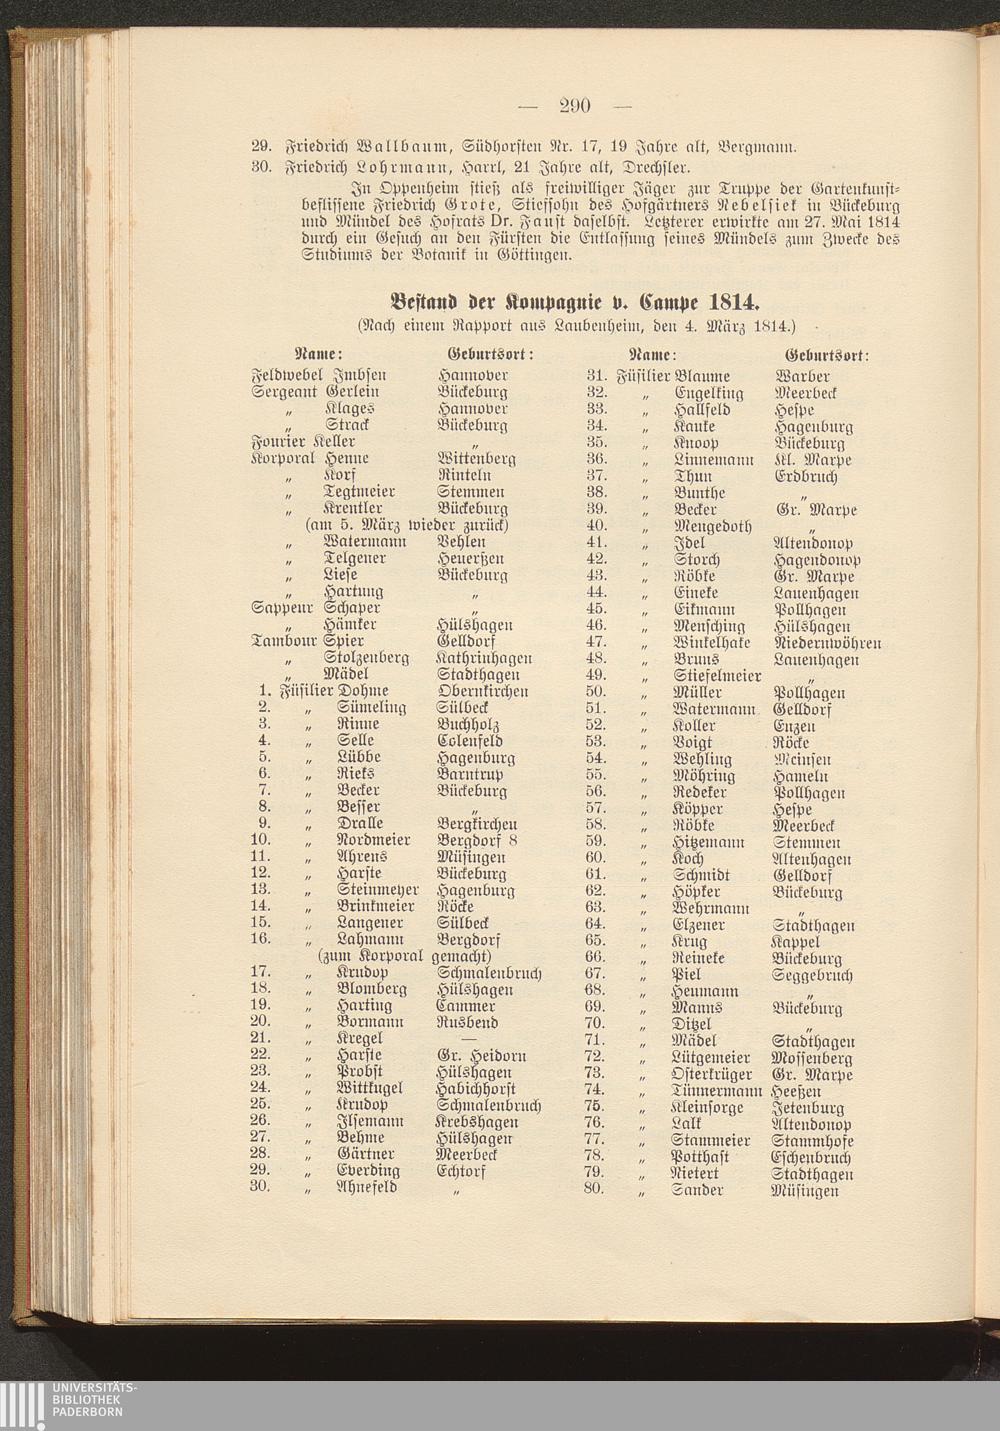 — 290 —
29. Friedrich Wallbaum, Südhorsten Nr. 17, 19 Jahre alt, Bergmann.
30. Friedrich Lohrmann, Harrl, 21 Jahre alt, Drechsler.
In Oppenheim stieß als freiwilliger Jäger zur Truppe der Gartenkunst-
beflissene Friedrich Grote, Stiefsohn des Hofgärtners Nebelsiek in Bückeburg
und Mündel des Hofrats Dr. Faust daselbst. Letzterer erwirkte am 27. Mai 1814
durch ein Gesuch an den Fürsten die Entlassung seines Mündels zum Zwecke des
Studiums der Botanik in Göttingen.
Bestand der Kompagnie v. Campe 1814.
(Nach einem Rapport aus Laubenheim, den 4. März 1814.)
Name: Geburtsort:
Feldwebel Imbsen Hannover
Sergeant Gerlein Bückeburg
„ Klages Hannover
„ Strack Bückeburg
Fourier Keller „
Korporal Henne Wittenberg
„ Korf Rinteln
„ Tegtmeier Stemmen
„ Krentler Bückeburg
(am 5. März wieder zurück)
„ Watermann Vehlen
„ Telgener Heuerßen
„ Liese Bückeburg
„ Hartung „
Sappeur Schaper „
„ Hämker Hülshagen
Tambour Spier Gelldorf
„ Stolzenberg Kathrinhagen
„ Mädel Stadthagen
1. Füsilier Dohme Obernkirchen
2. „ Sümeling Sülbeck
3. „ Rinne Buchholz
4. „ Selle Colenfeld
5. „ Lübbe Hagenburg
6. „ Rieks Barntrup
7. „ Becker Bückeburg
8. „ Besser „
9. „ Dralle Bergkirchen
10. „ Nordmeier Bergdorf 8
11. „ Ahrens Müsingen
12. „ Harste Bückeburg
13. „ Steinmeyer Hagenburg
14. „ Brinkmeier Röcke
15. „ Langener Sülbeck
16. „ Lahmann Bergdorf
(zum Korporal gemacht)
17. „ Krudop Schmalenbruch
18. „ Blomberg Hülshagen
19. „ Harting Cammer
20. „ Bormann Rusbend
21. „ Kregel —
22. „ Harste Gr. Heidorn
23. „ Probst Hülshagen
24. „ Wittkugel Habichhorst
25. „ Krudop Schmalenbruch
26. „ Ilsemann Krebshagen
27. „ Behme Hülshagen
28. „ Gärtner Meerbeck
29. „ Everding Echtorf
30. „ Ahnefeld „
Name: Geburtsort:
31. Füsilier Blaume Warber
32. „ Engelking Meerbeck
33. „ Hallfeld Hespe
34. „ Kauke Hagenburg
35. „ Knoop Bückeburg
36. „ Linnemann Kl. Marpe
37. „ Thun Erdbruch
38. „ Bunthe „
39. „ Becker Gr. Marpe
40. „ Mengedoth „
41. „ Idel Altendonop
42. „ Storch Hagendonop
43. „ Röbke Gr. Marpe
44. „ Eineke Lauenhagen
45. „ Eikmann Pollhagen
46. „ Mensching Hülshagen
47. „ Winkelhake Niedernwöhren
48. „ Bruns Lauenhagen
49. „ Stiefelmeier „
50. „ Müller Pollhagen
51. „ Watermann Gelldorf
52. „ Koller Enzen
53. „ Voigt Röcke
54. „ Wehling Meinsen
55. „ Möhring Hameln
56. „ Redeker Pollhagen
57. „ Köpper Hespe
58. „ Röbke Meerbeck
59. „ Hitzemann Stemmen
60. „ Koch Altenhagen
61. „ Schmidt Gelldorf
62. „ Höpker Bückeburg
63. „ Wehrmann „
64. „ Elzener Stadthagen
65. „ Krug Kappel
66. „ Reineke Bückeburg
67. „ Piel Seggebruch
68. „ Heumann „
69. „ Manns Bückeburg
70. „ Ditzel „
71. „ Mädel Stadthagen
72. „ Lütgemeier Mossenberg
73. „ Osterkrüger Gr. Marpe
74. „ Tünnermann Heeßen
75. „ Kleinsorge Jetenburg
76. „ Lalk Altendonop
77. „ Stammeier Stammhofe
78. „ Potthast Eschenbruch
79. „ Nietert Stadthagen
80. „ Sander Müsingen
UNIVERSITÄTS-
BIBLIOTHEK
PADERBORN